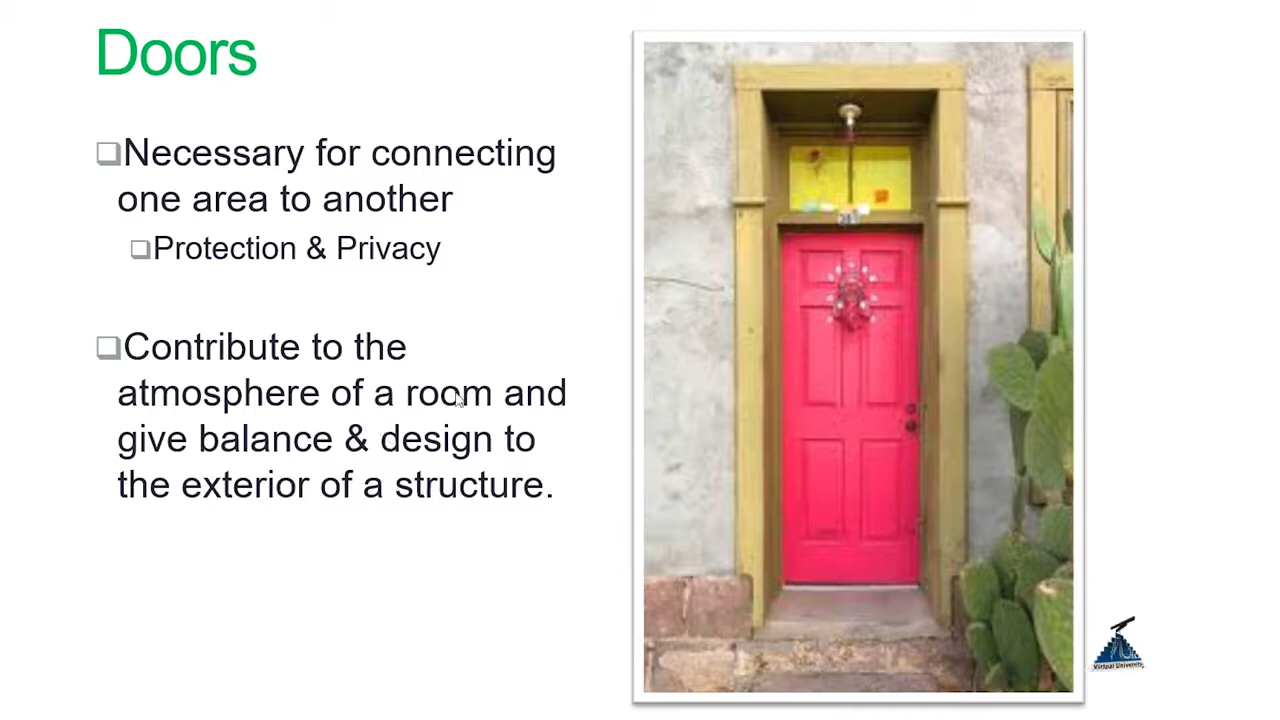 Doors
❑Necessary for connecting
one area to another
❑Protection & Privacy
❑Contribute to the
atmosphere of a room and
give balance & design to
the exterior of a structure.
Virtual University